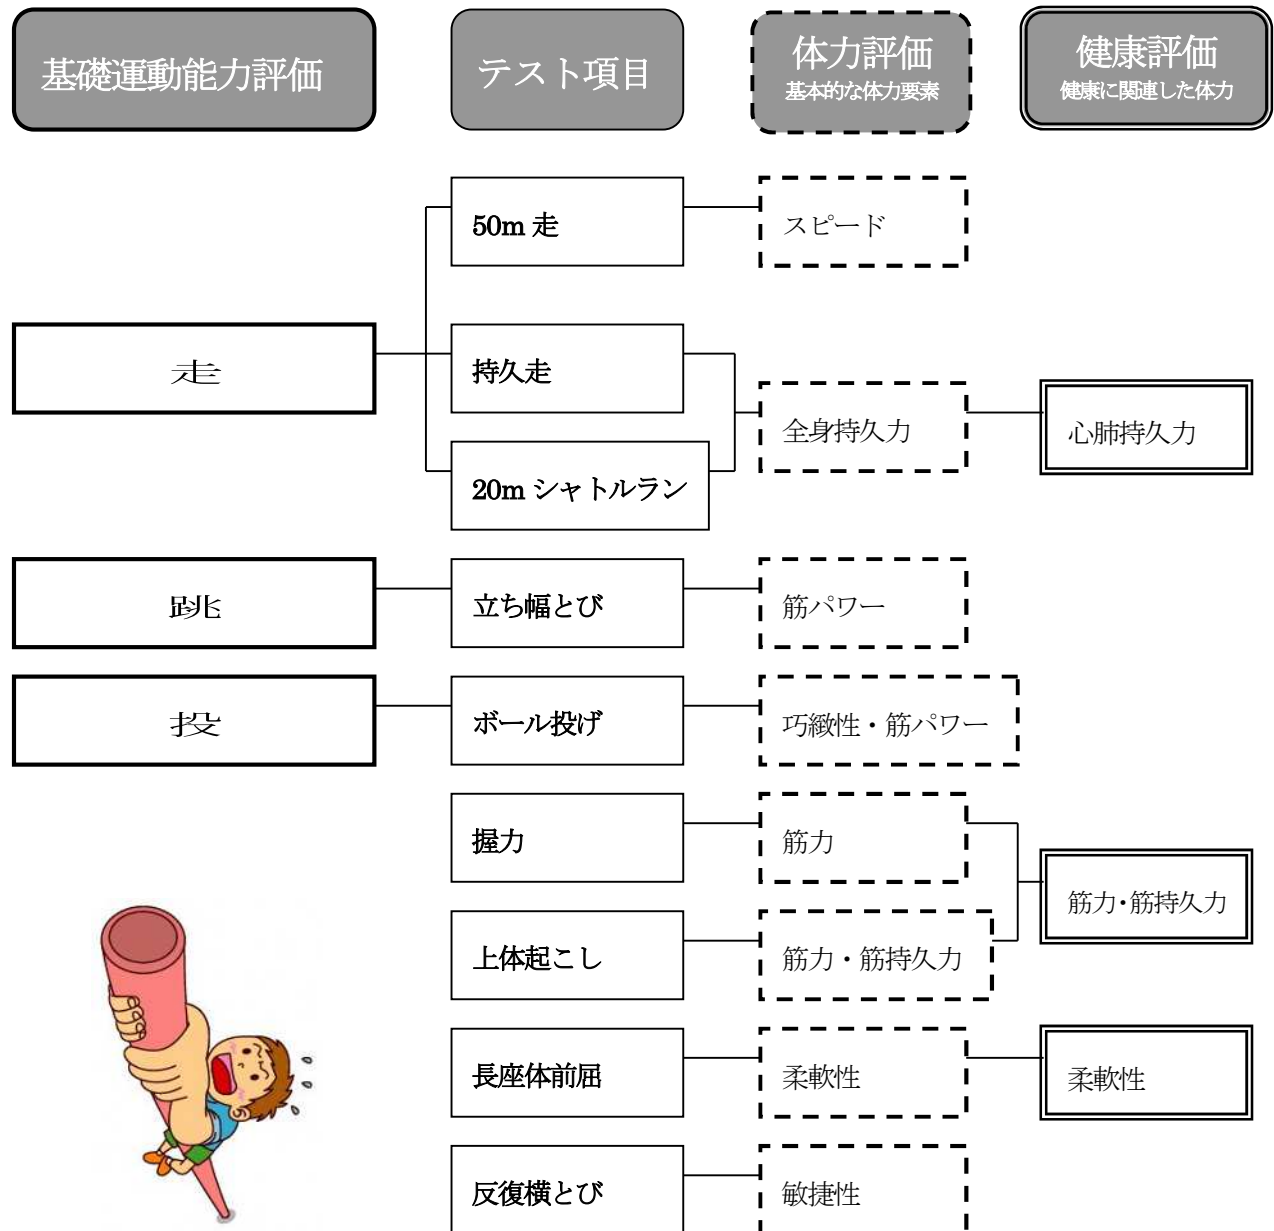 基礎運動能力評価
テスト項目
体力評価
基本的な体力要素
健康評価
健康に関連した体力
50m 走
スピード
走
持久走
全身持久力
心肺持久力
20m シャトルラン
跳
立ち幅とび
筋パワー
投
ボール投げ
巧緻性・筋パワー
握力
筋力
筋力・筋持久力
上体起こし
筋力・筋持久力
長座体前屈
柔軟性
柔軟性
反復横とび
敏捷性